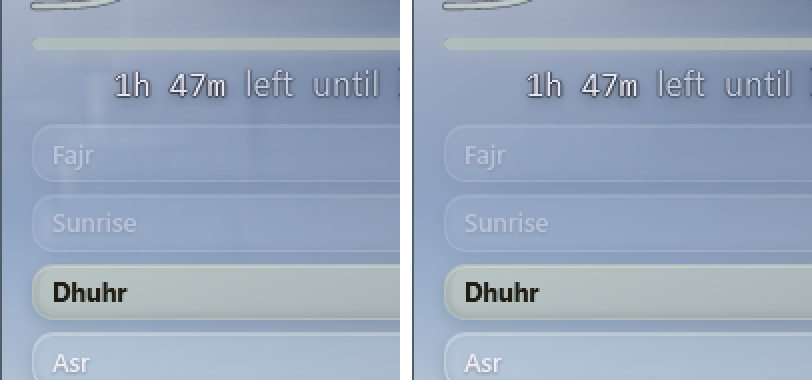 1h 47m left until
Fajr
Sunrise
Dhuhr
Asr
1h 47m left until
Fajr
Sunrise
Dhuhr
Asr